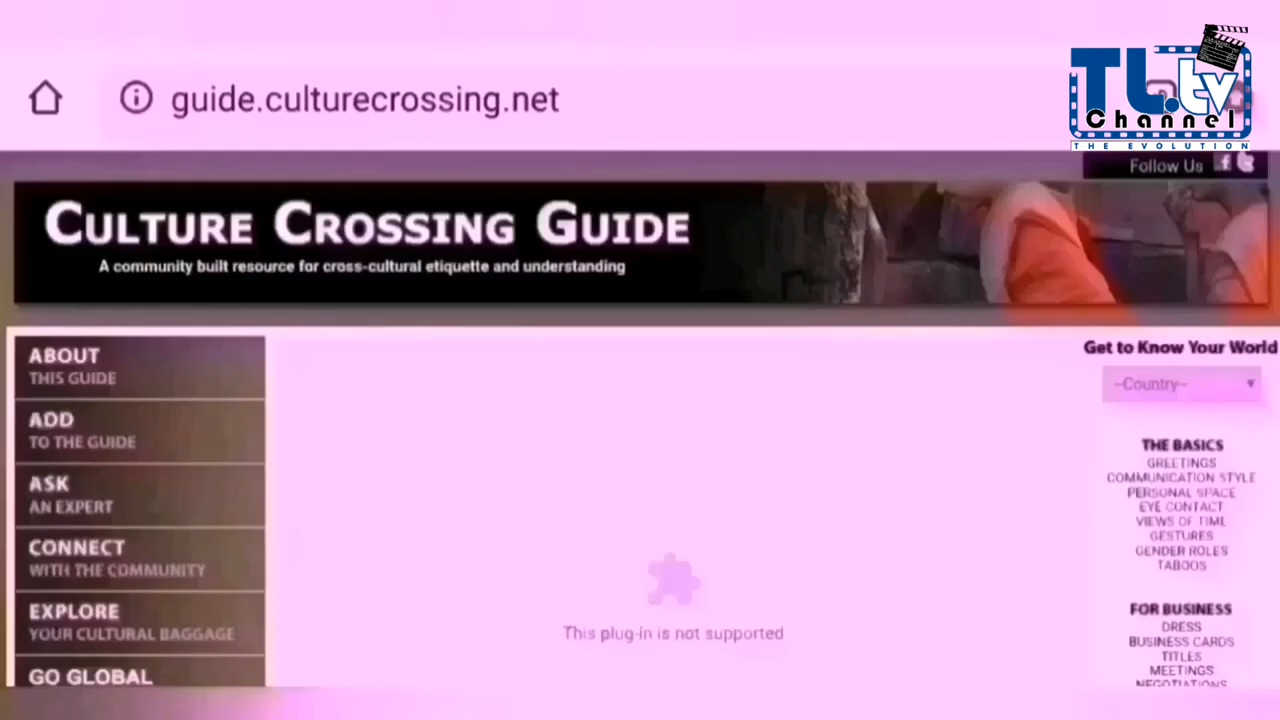 guide.culturecrossing.net
TL.tv
Channel
THE EVOLUTION
Follow Us
CULTURE CROSSING GUIDE
A community built resource for cross-cultural etiquette and understanding
ABOUT
THIS GUIDE
ADD
TO THE GUIDE
ASK
AN EXPERT
CONNECT
WITH THE COMMUNITY
EXPLORE
YOUR CULTURAL BAGGAGE
GO GLOBAL
This plug-in is not supported
Get to Know Your World
--Country--
THE BASICS
GREETINGS
COMMUNICATION STYLE
PERSONAL SPACE
EYE CONTACT
VIEWS OF TIME
GESTURES
GENDER ROLES
TABOOS
FOR BUSINESS
DRESS
BUSINESS CARDS
TITLES
MEETINGS
NEGOTIATIONS